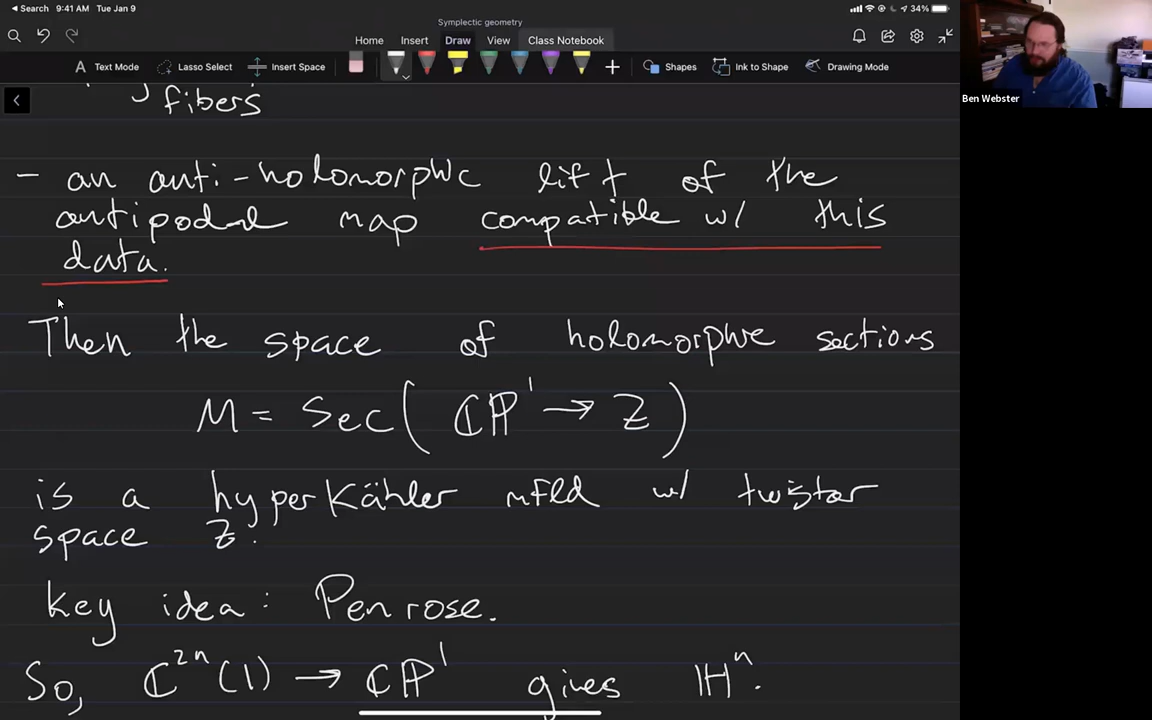 Search 9:41 AM Tue Jan 9
Symplectic geometry
34%
Home Insert Draw View Class Notebook
Text Mode Lasso Select Insert Space Shapes Ink to Shape Drawing Mode
Ben Webster
fibers
- an anti-holomorphic lift of the
antipodal map compatible w/ this
data.
Then the space of holomorphic sections
M = Sec(ℂℙ¹ → Z)
is a hyperKähler mfld w/ twistor
space Z.
Key idea: Penrose.
So, ℂ²ⁿ(1) → ℂℙ¹ gives ℍⁿ.